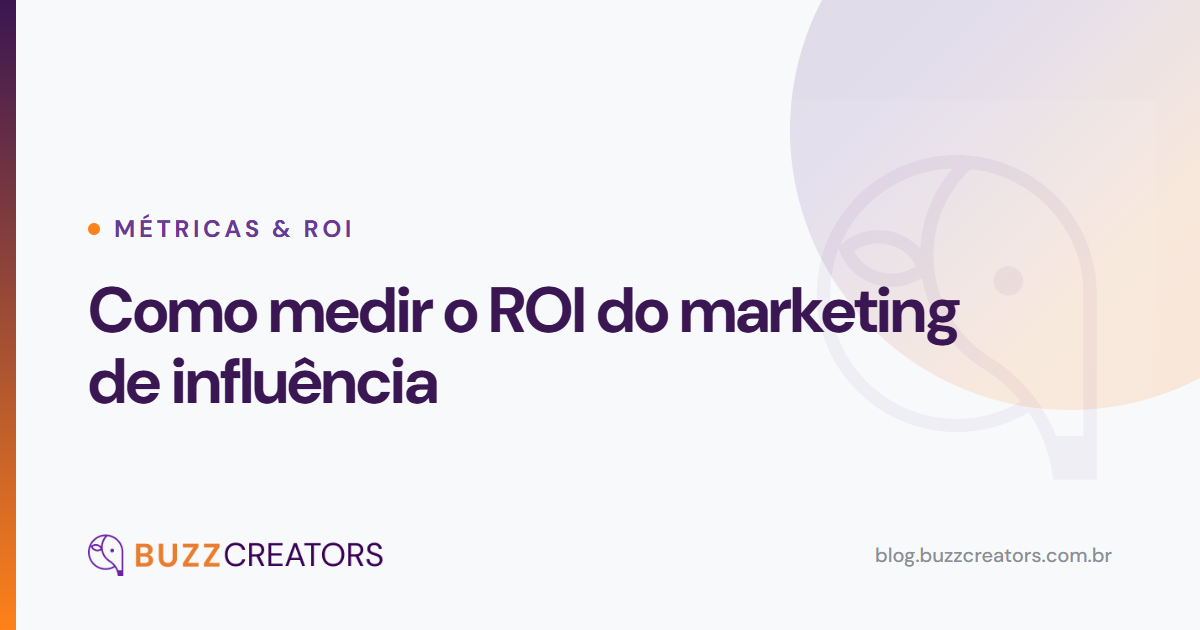 MÉTRICAS & ROI
Como medir o ROI do marketing
de influência
BUZZCREATORS
blog.buzzcreators.com.br